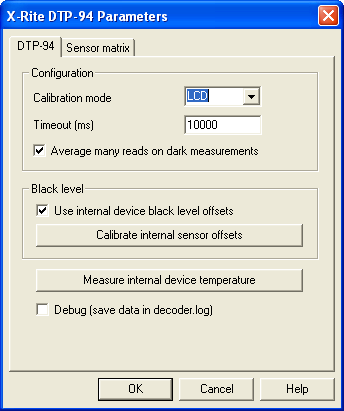 X-Rite DTP-94 Parameters
DTP-94
Sensor matrix
Configuration
Calibration mode
LCD
Timeout (ms)
10000
Average many reads on dark measurements
Black level
Use internal device black level offsets
Calibrate internal sensor offsets
Measure internal device temperature
Debug (save data in decoder.log)
OK
Cancel
Help